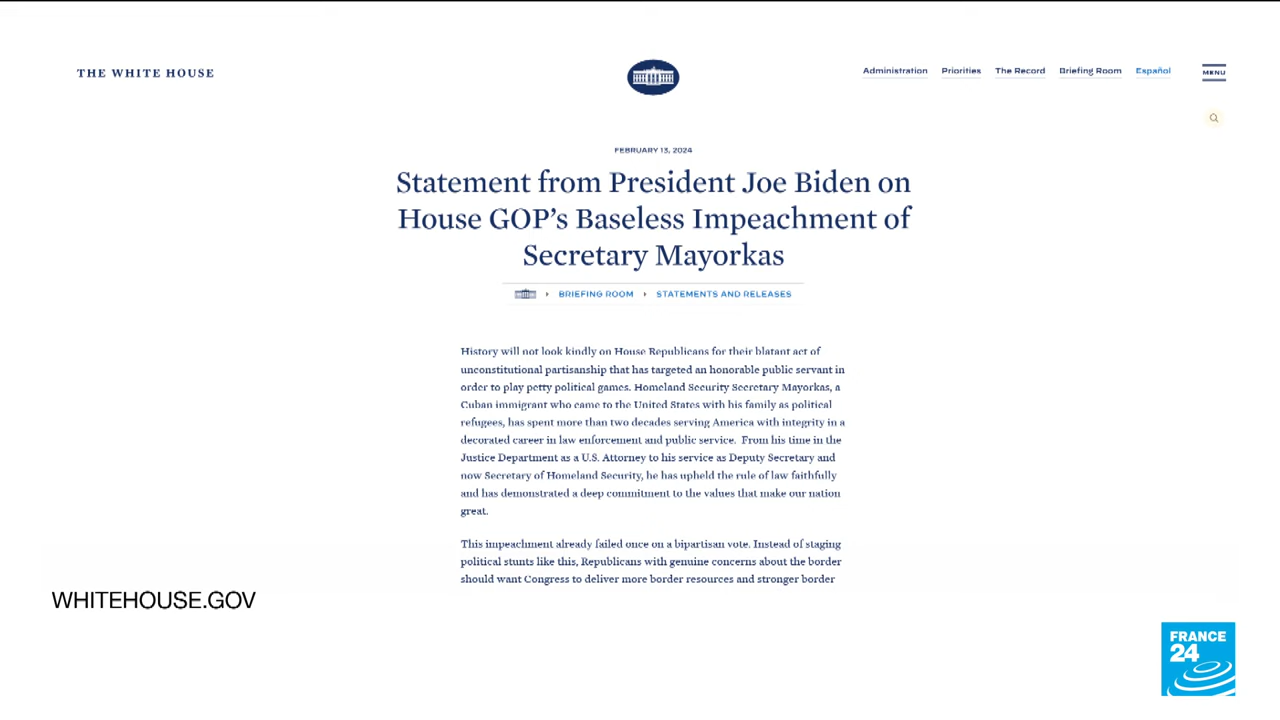 THE WHITE HOUSE
Administration Priorities The Record Briefing Room Español MENU
FEBRUARY 13, 2024
Statement from President Joe Biden on
House GOP’s Baseless Impeachment of
Secretary Mayorkas
BRIEFING ROOM STATEMENTS AND RELEASES
History will not look kindly on House Republicans for their blatant act of
unconstitutional partisanship that has targeted an honorable public servant in
order to play petty political games. Homeland Security Secretary Mayorkas, a
Cuban immigrant who came to the United States with his family as political
refugees, has spent more than two decades serving America with integrity in a
decorated career in law enforcement and public service.  From his time in the
Justice Department as a U.S. Attorney to his service as Deputy Secretary and
now Secretary of Homeland Security, he has upheld the rule of law faithfully
and has demonstrated a deep commitment to the values that make our nation
great.
This impeachment already failed once on a bipartisan vote. Instead of staging
political stunts like this, Republicans with genuine concerns about the border
should want Congress to deliver more border resources and stronger border
WHITEHOUSE.GOV
FRANCE
24